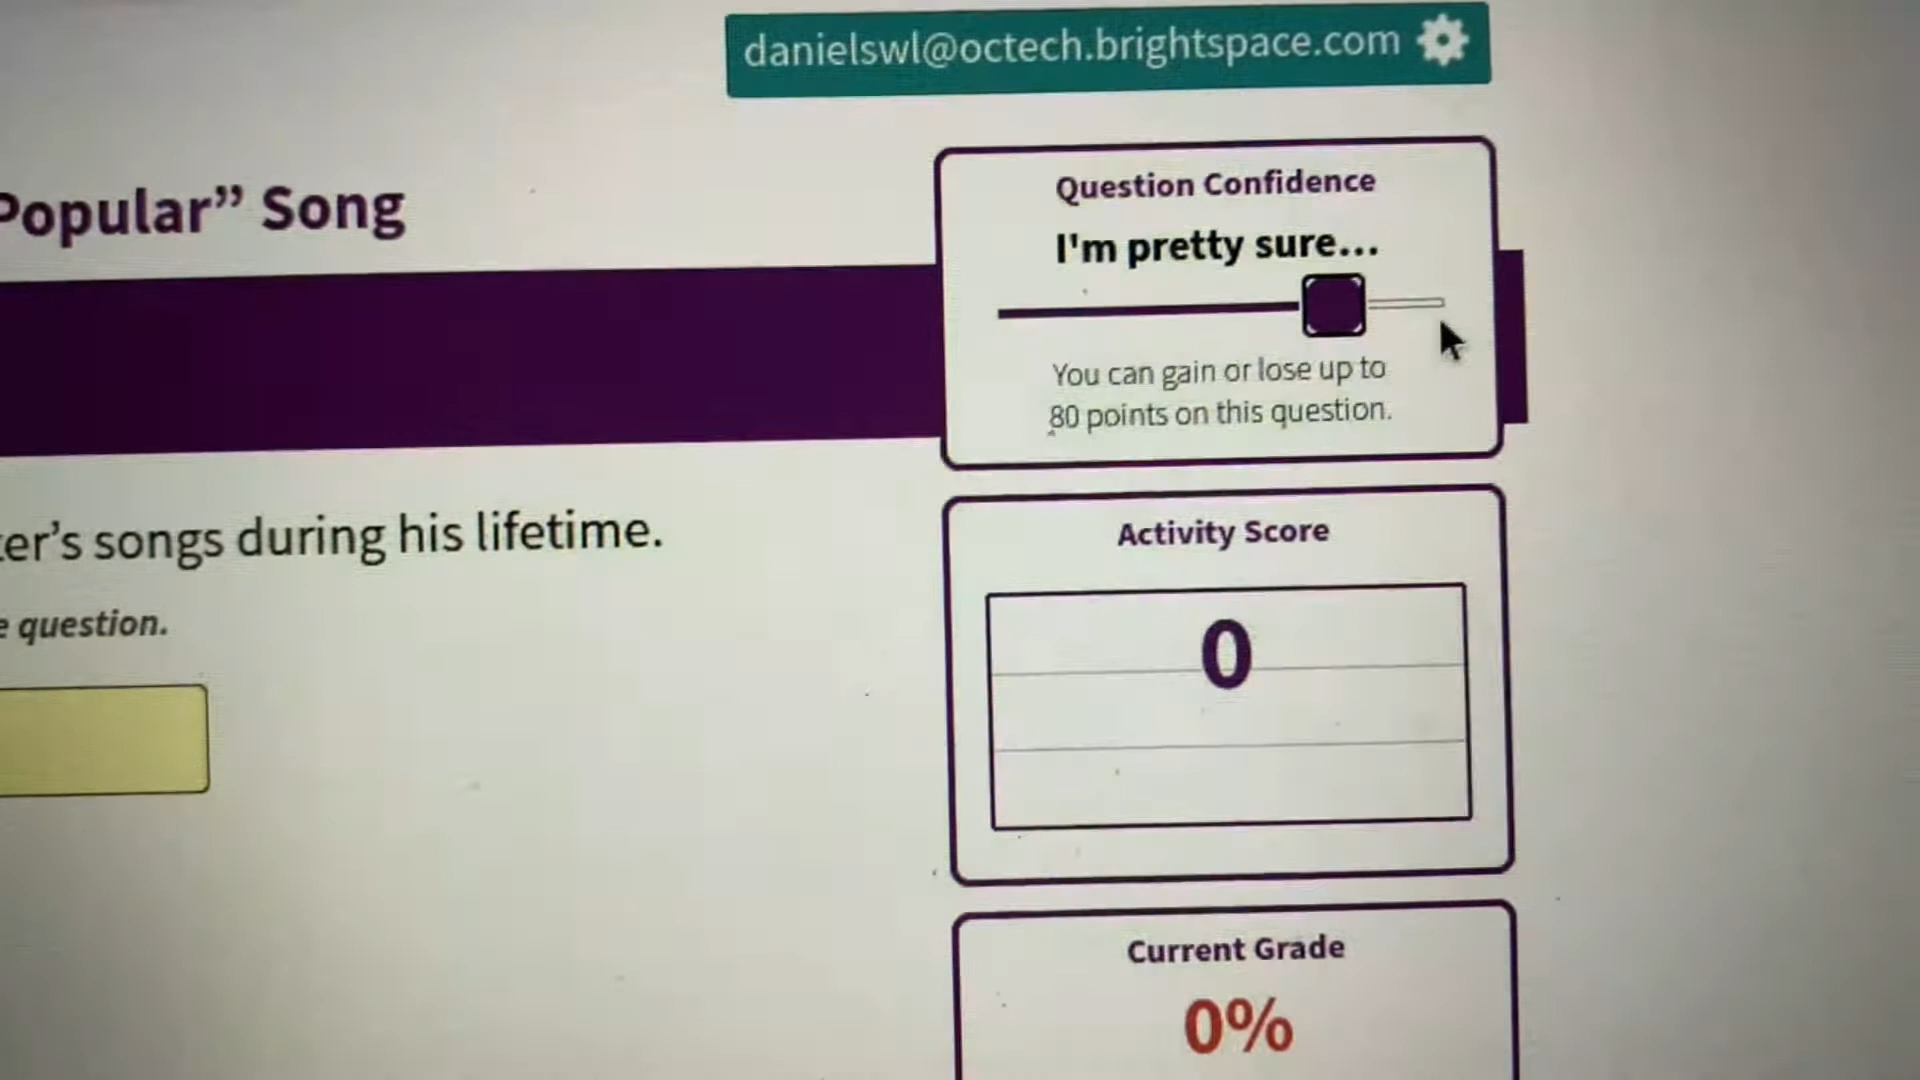 danielswl@octech.brightspace.com
Popular” Song
Question Confidence
I'm pretty sure...
You can gain or lose up to
80 points on this question.
er’s songs during his lifetime.
question.
Activity Score
0
Current Grade
0%